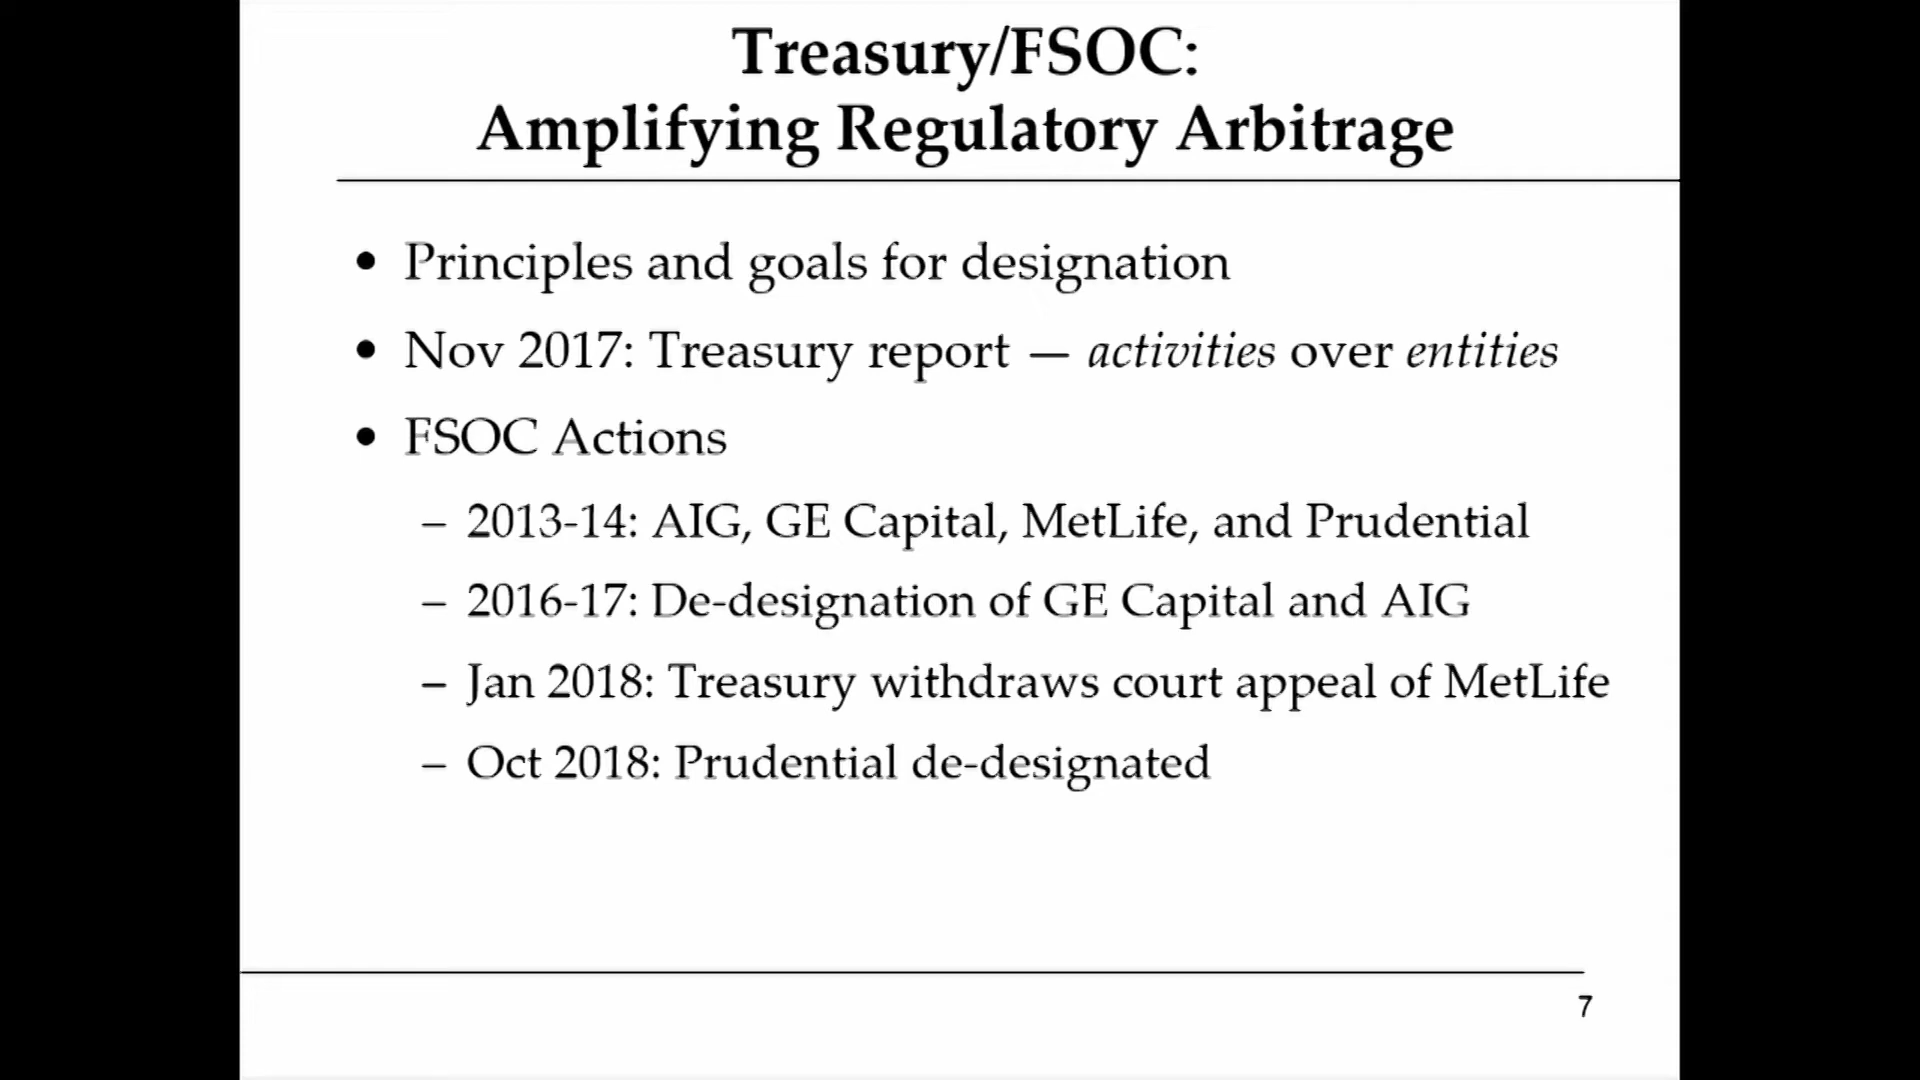 Treasury/FSOC:
Amplifying Regulatory Arbitrage
• Principles and goals for designation
• Nov 2017: Treasury report — activities over entities
• FSOC Actions
– 2013-14: AIG, GE Capital, MetLife, and Prudential
– 2016-17: De-designation of GE Capital and AIG
– Jan 2018: Treasury withdraws court appeal of MetLife
– Oct 2018: Prudential de-designated
7